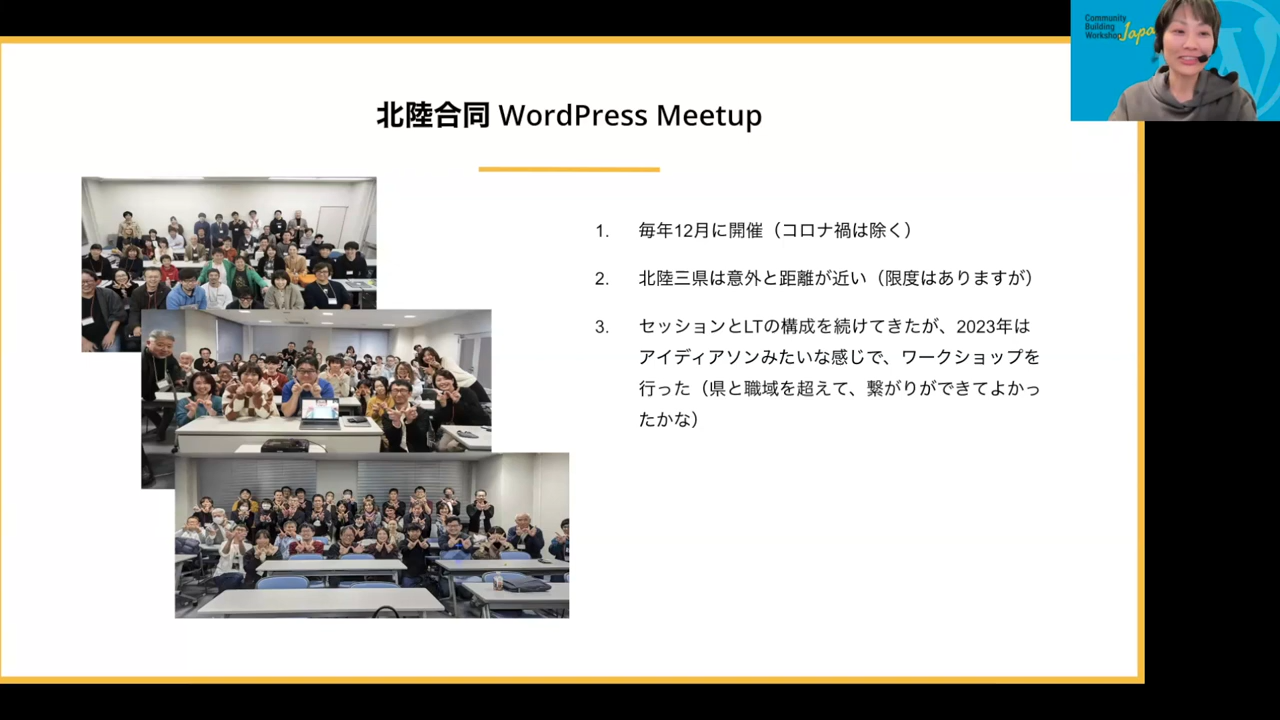 Community
Building
Workshop
Japa
北陸合同 WordPress Meetup
1. 毎年12月に開催（コロナ禍は除く）
2. 北陸三県は意外と距離が近い（限度はありますが）
3. セッションとLTの構成を続けてきたが、2023年は
アイディアソンみたいな感じで、ワークショップを
行った（県と職域を超えて、繋がりができてよかっ
たかな）